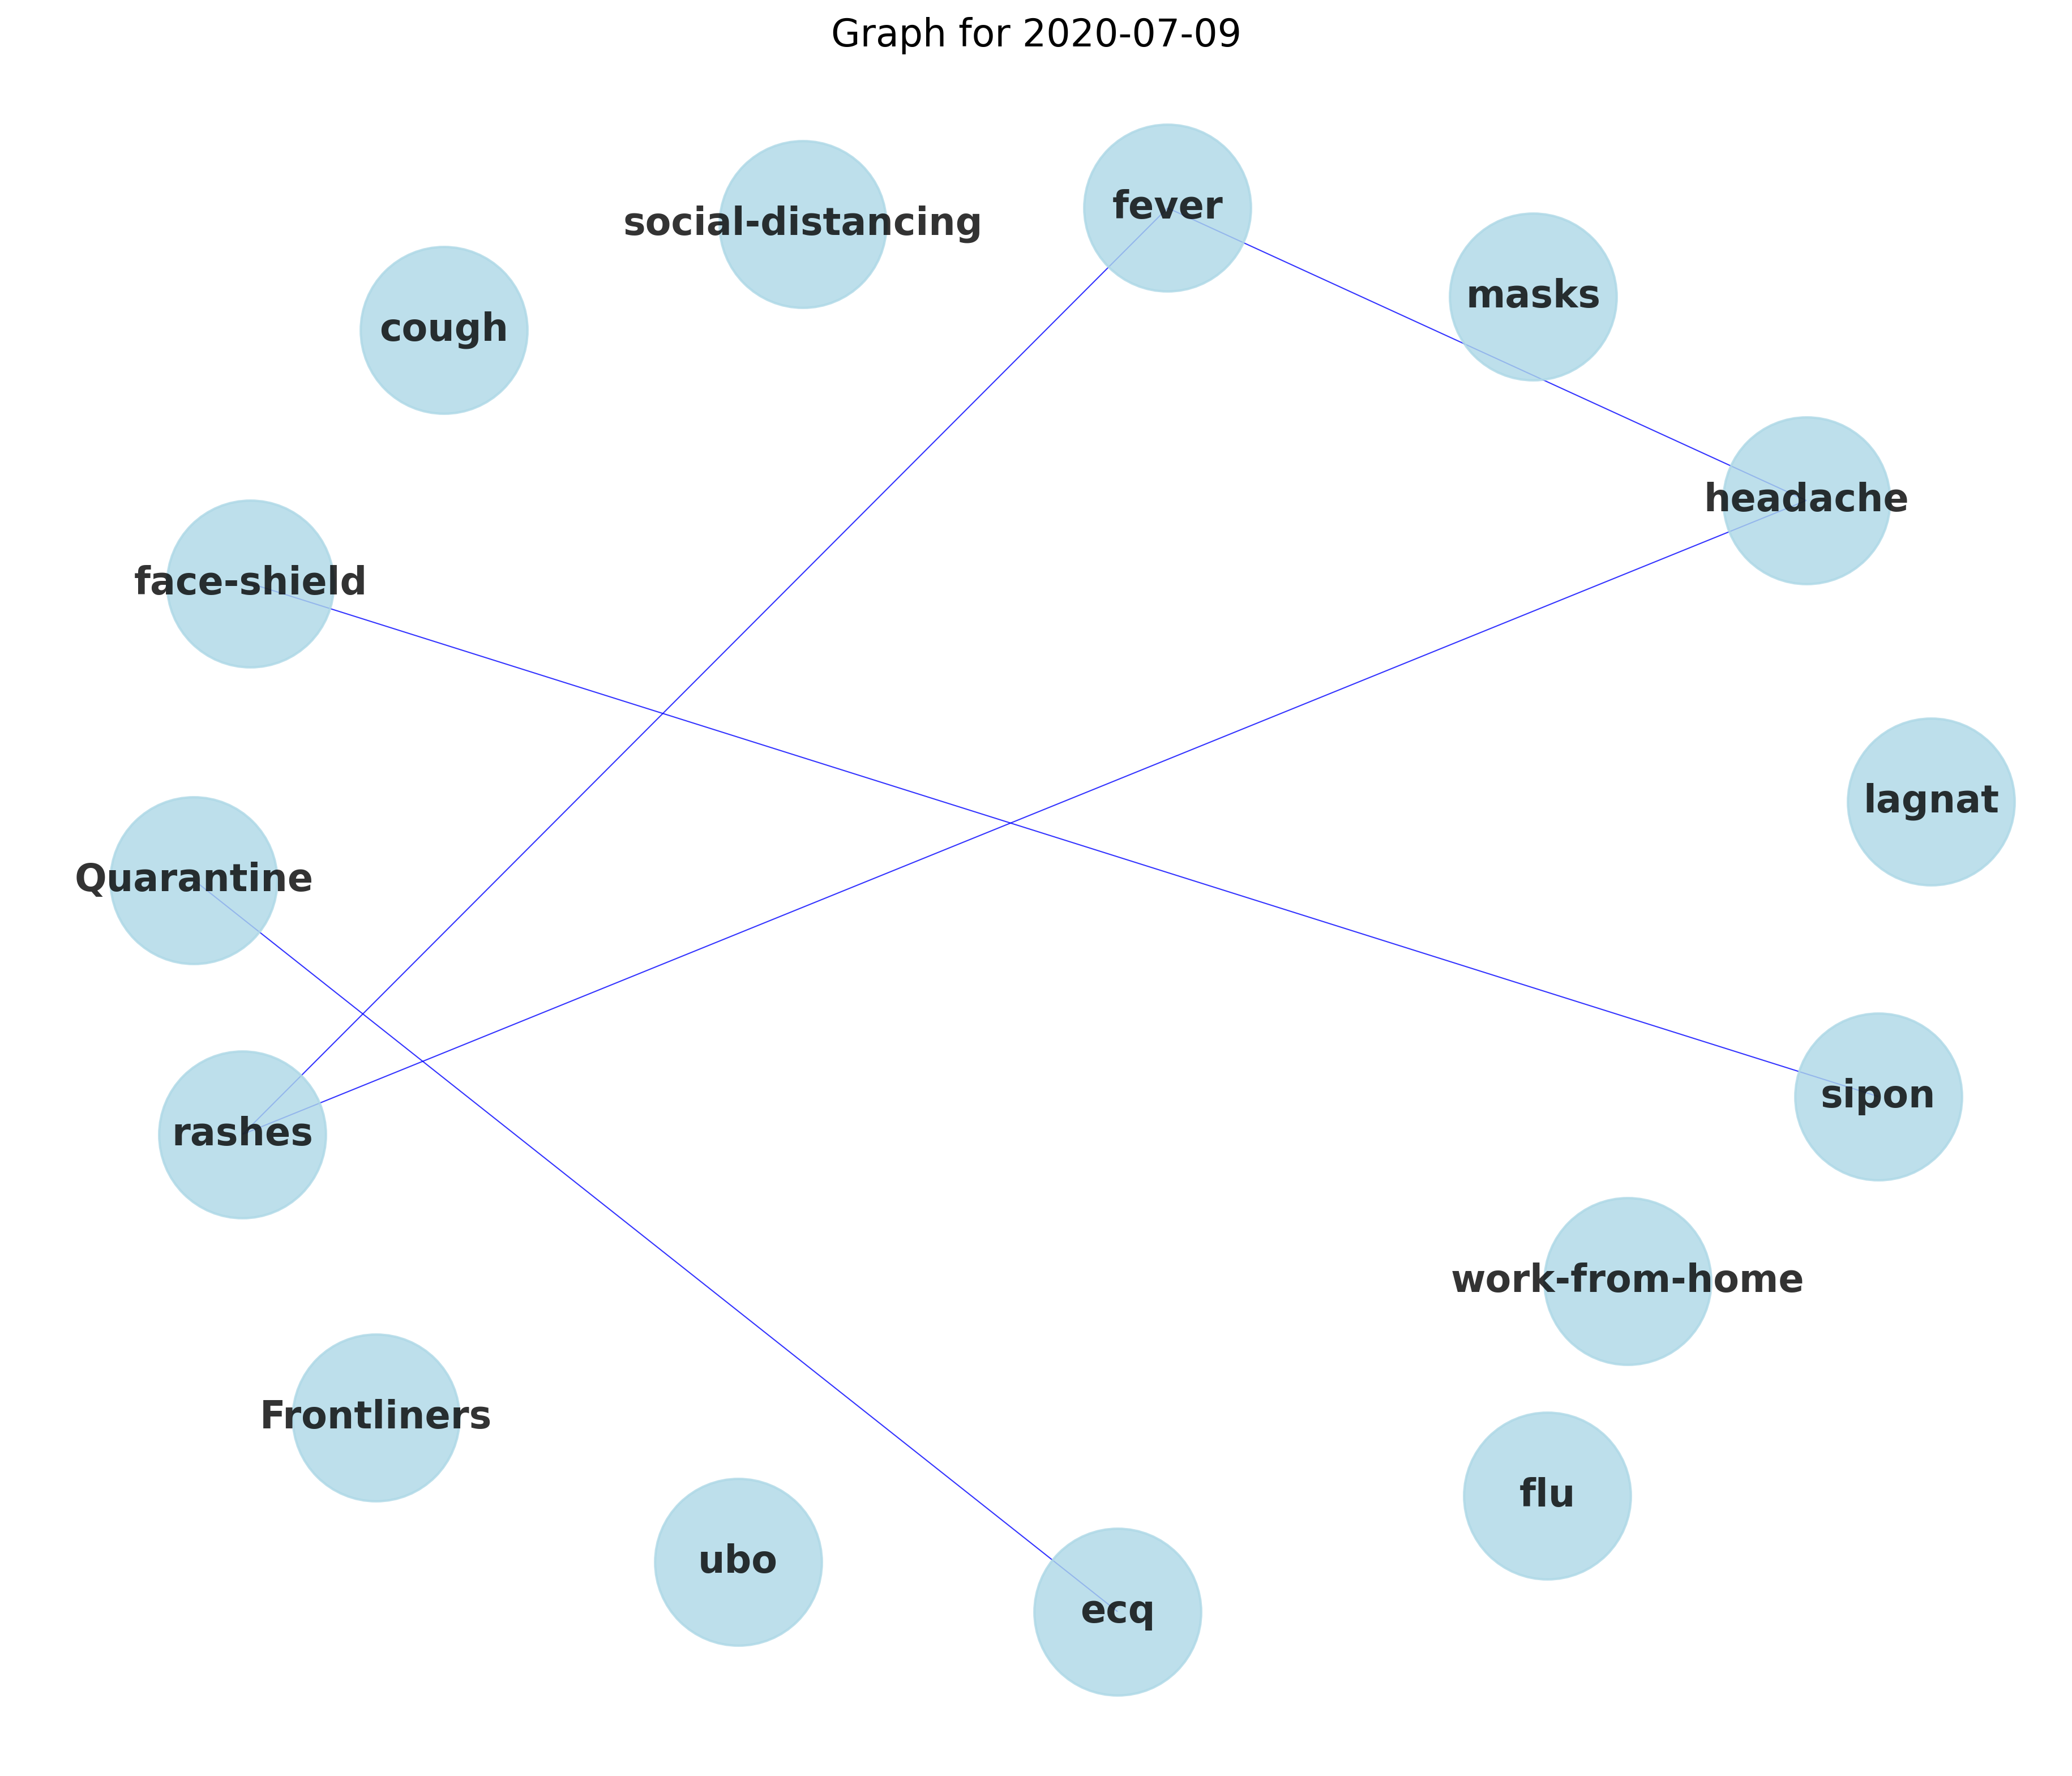 Graph for 2020-07-09
fever
social-distancing
masks
cough
headache
face-shield
lagnat
Quarantine
sipon
rashes
work-from-home
Frontliners
flu
ubo
ecq